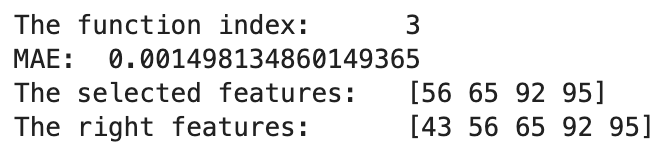 The function index: 3
MAE: 0.001498134860149365
The selected features: [56 65 92 95]
The right features: [43 56 65 92 95]